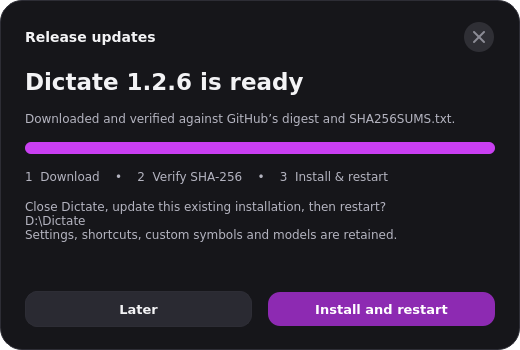 Release updates
Dictate 1.2.6 is ready
Downloaded and verified against GitHub’s digest and SHA256SUMS.txt.
1 Download • 2 Verify SHA-256 • 3 Install & restart
Close Dictate, update this existing installation, then restart?
D:\Dictate
Settings, shortcuts, custom symbols and models are retained.
Later Install and restart